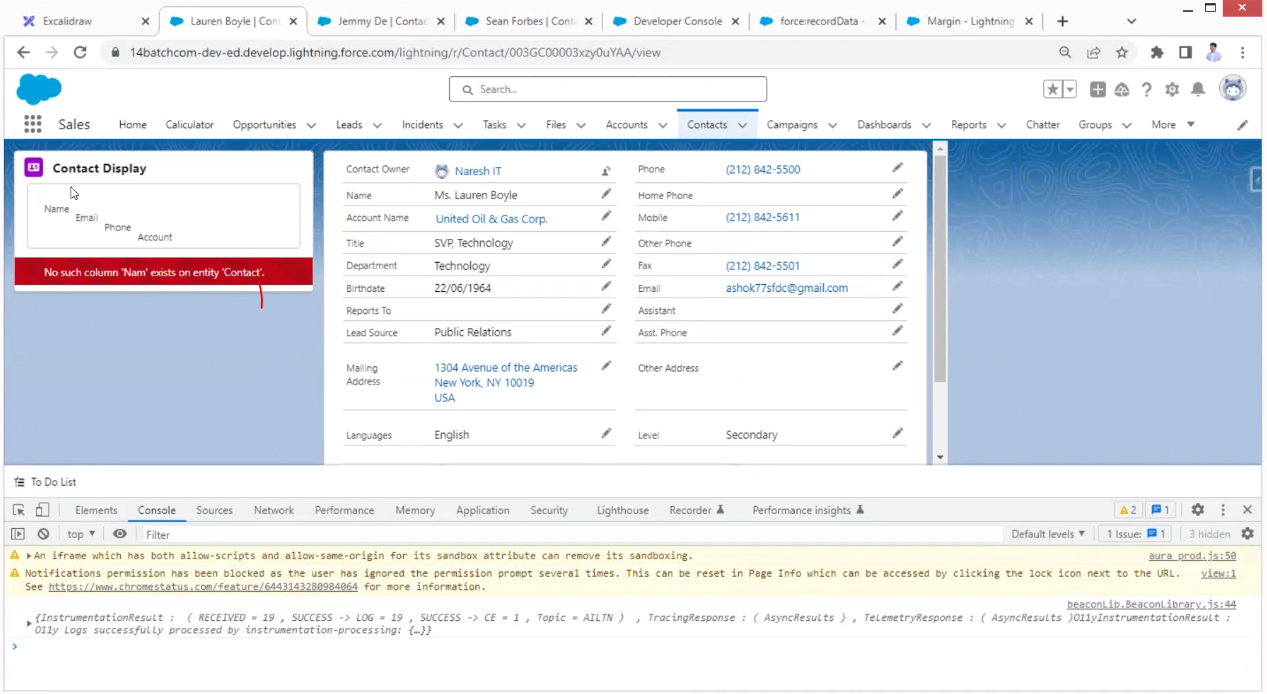 Excalidraw
Lauren Boyle | Cont
Jemmy De | Contac
Sean Forbes | Conta
Developer Console
force:recordData -
Margin - Lightning
14batchcom-dev-ed.develop.lightning.force.com/lightning/r/Contact/003GC00003xzy0uYAA/view
Search...
Sales Home Calculator Opportunities Leads Incidents Tasks Files Accounts Contacts Campaigns Dashboards Reports Chatter Groups More
Contact Display
Name
Email
Phone
Account
No such column 'Nam' exists on entity 'Contact'.
Contact Owner Naresh IT Phone (212) 842-5500
Name Ms. Lauren Boyle Home Phone
Account Name United Oil & Gas Corp. Mobile (212) 842-5611
Title SVP, Technology Other Phone
Department Technology Fax (212) 842-5501
Birthdate 22/06/1964 Email ashok77sfdc@gmail.com
Reports To Assistant
Lead Source Public Relations Asst. Phone
Mailing Address 1304 Avenue of the Americas Other Address
New York, NY 10019
USA
Languages English Level Secondary
To Do List
Elements Console Sources Network Performance Memory Application Security Lighthouse Recorder Performance insights 2 1
top Filter Default levels 1 Issue: 1 3 hidden
An iframe which has both allow-scripts and allow-same-origin for its sandbox attribute can remove its sandboxing. aura_prod.js:50
Notifications permission has been blocked as the user has ignored the permission prompt several times. This can be reset in Page Info which can be accessed by clicking the lock icon next to the URL. view:1
See https://www.chromestatus.com/feature/6443143280984064 for more information.
beaconLib.BeaconLibrary.js:44
{InstrumentationResult : ( RECEIVED = 19 , SUCCESS -> LOG = 19 , SUCCESS -> CE = 1 , Topic = AILTN ) , TracingResponse : ( AsyncResults ) , TelemetryResponse : ( AsyncResults )O11yInstrumentationResult :
O11y Logs successfully processed by instrumentation-processing: {…}}